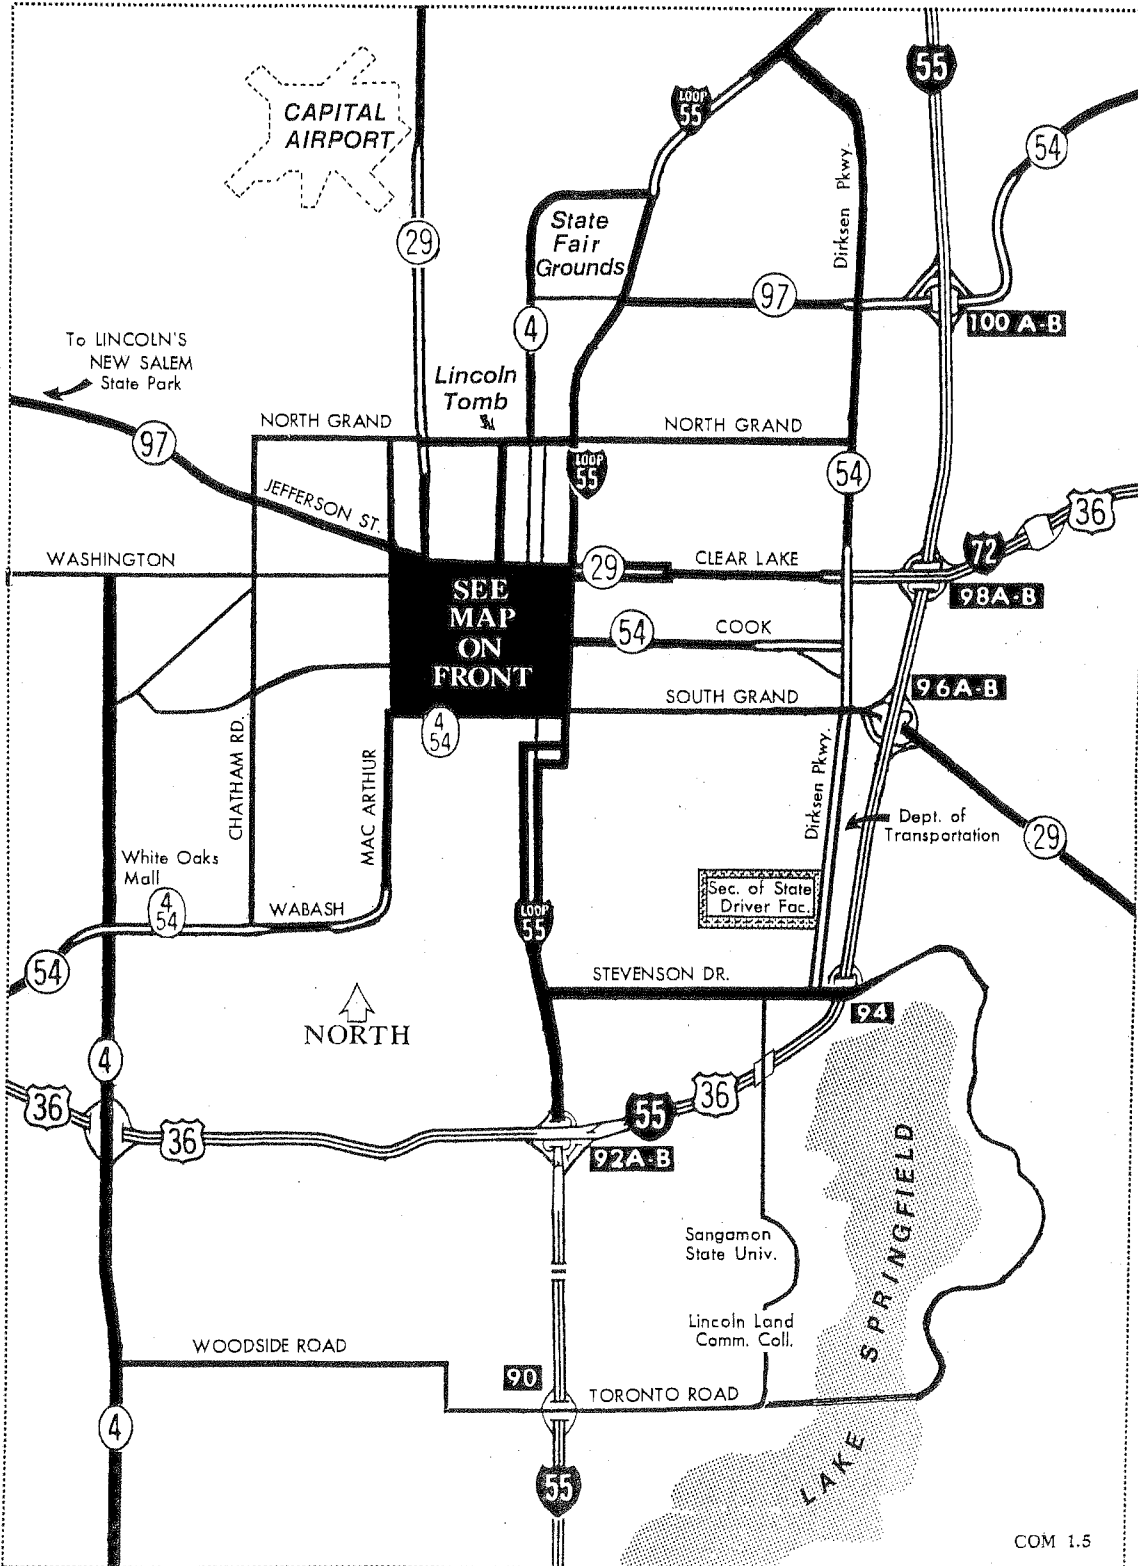 CAPITAL
AIRPORT
LOOP
55
55
54
29
State
Fair
Grounds
Dirksen Pkwy.
97
100 A-B
4
To LINCOLN'S
NEW SALEM
State Park
Lincoln
Tomb
NORTH GRAND
NORTH GRAND
97
LOOP
55
54
JEFFERSON ST.
36
WASHINGTON
72
29
CLEAR LAKE
98A-B
SEE
MAP
ON
FRONT
54
COOK
96A-B
SOUTH GRAND
4
54
CHATHAM RD.
MAC ARTHUR
Dirksen Pkwy.
Dept. of
Transportation
29
White Oaks
Mall
4
54
WABASH
Sec. of State
Driver Fac.
LOOP
55
54
STEVENSON DR.
94
NORTH
4
36
36
55
36
92A-B
Sangamon
State Univ.
LAKE SPRINGFIELD
Lincoln Land
Comm. Coll.
WOODSIDE ROAD
90
TORONTO ROAD
4
55
COM 1.5